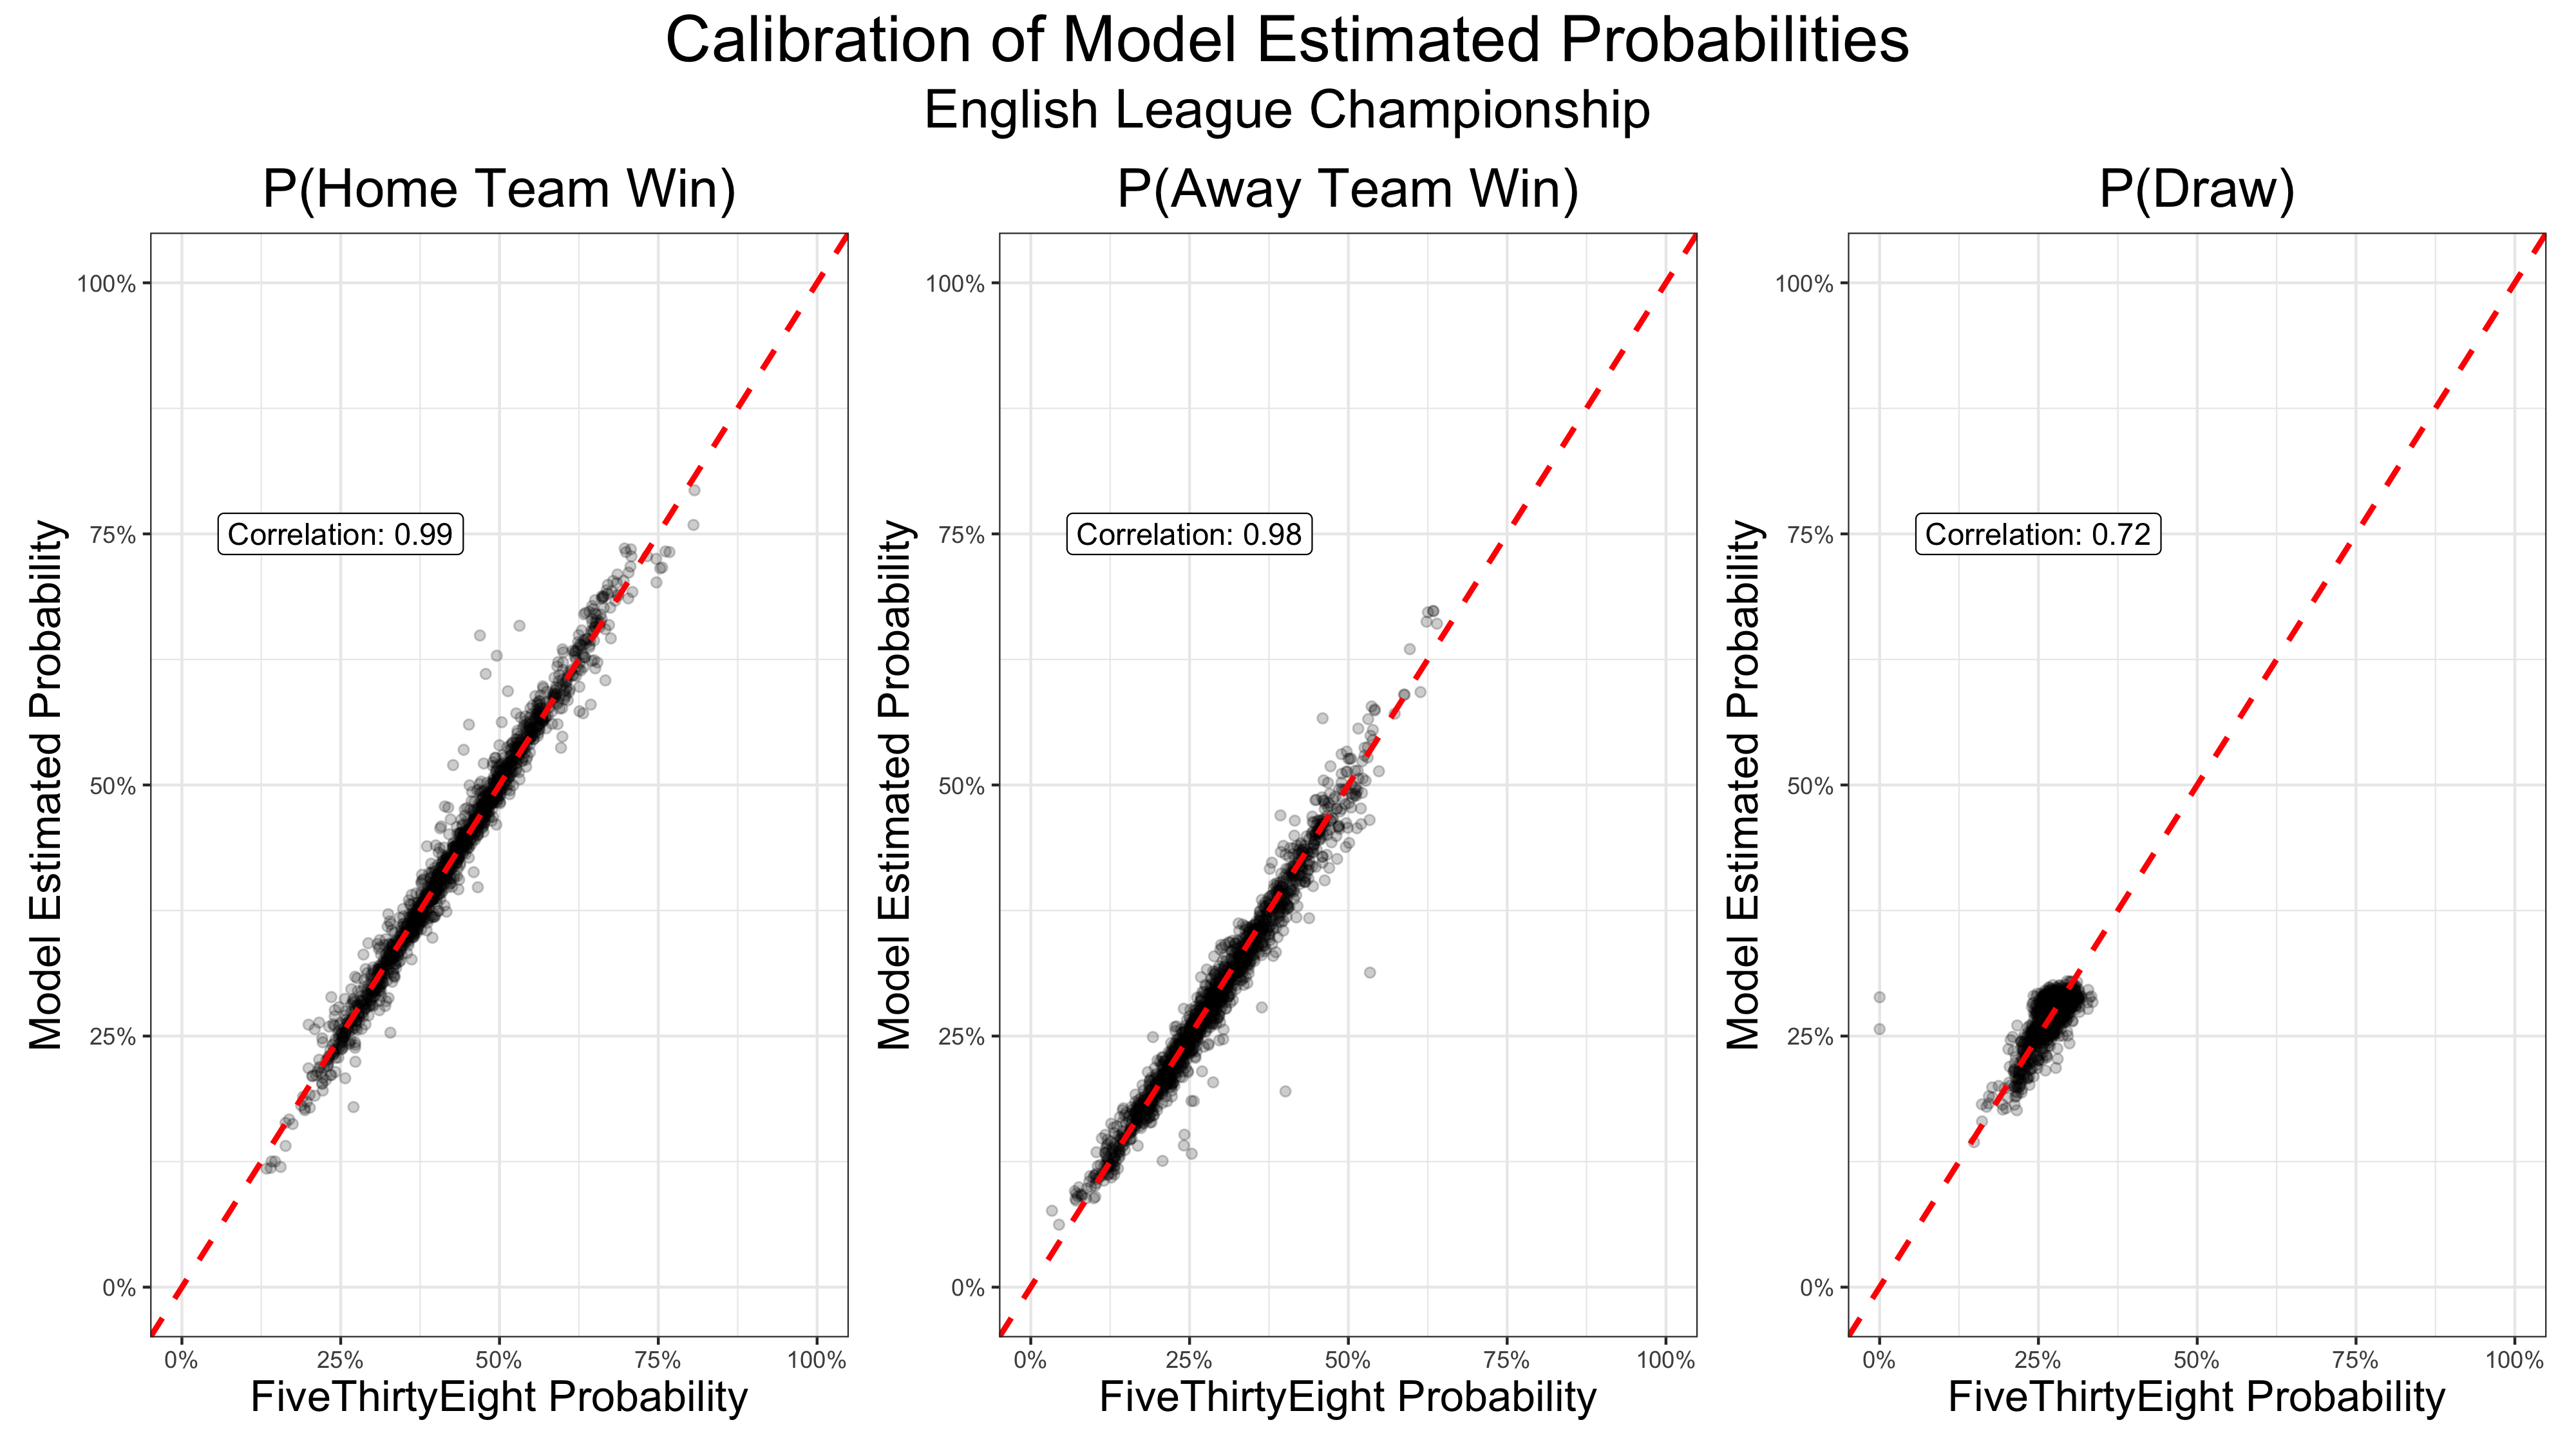 Calibration of Model Estimated Probabilities
English League Championship
P(Home Team Win)
Model Estimated Probability
100%
75%
50%
25%
0%
Correlation: 0.99
0% 25% 50% 75% 100%
FiveThirtyEight Probability
P(Away Team Win)
Model Estimated Probability
100%
75%
50%
25%
0%
Correlation: 0.98
0% 25% 50% 75% 100%
FiveThirtyEight Probability
P(Draw)
Model Estimated Probability
100%
75%
50%
25%
0%
Correlation: 0.72
0% 25% 50% 75% 100%
FiveThirtyEight Probability